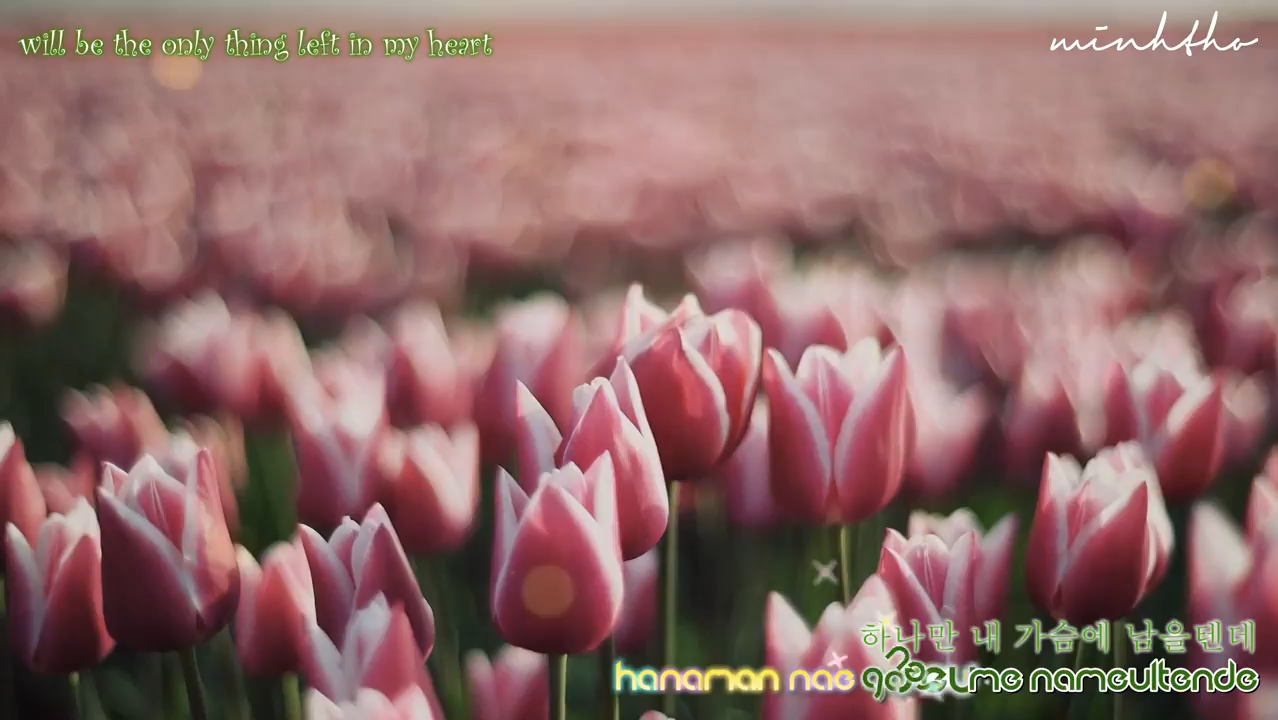 will be the only thing left in my heart
minhtho
하나만 내 가슴에 남을텐데
hanaman nae gaseume nameultende